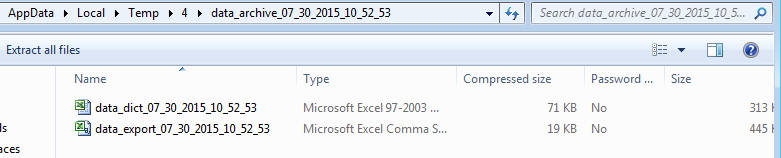 AppData Local Temp 4 data_archive_07_30_2015_10_52_53 Search data_archive_07_30_2015_10_5...
Extract all files
Name Type Compressed size Password ... Size
data_dict_07_30_2015_10_52_53 Microsoft Excel 97-2003 ... 71 KB No 313 K
data_export_07_30_2015_10_52_53 Microsoft Excel Comma S... 19 KB No 445 K
ds
aces